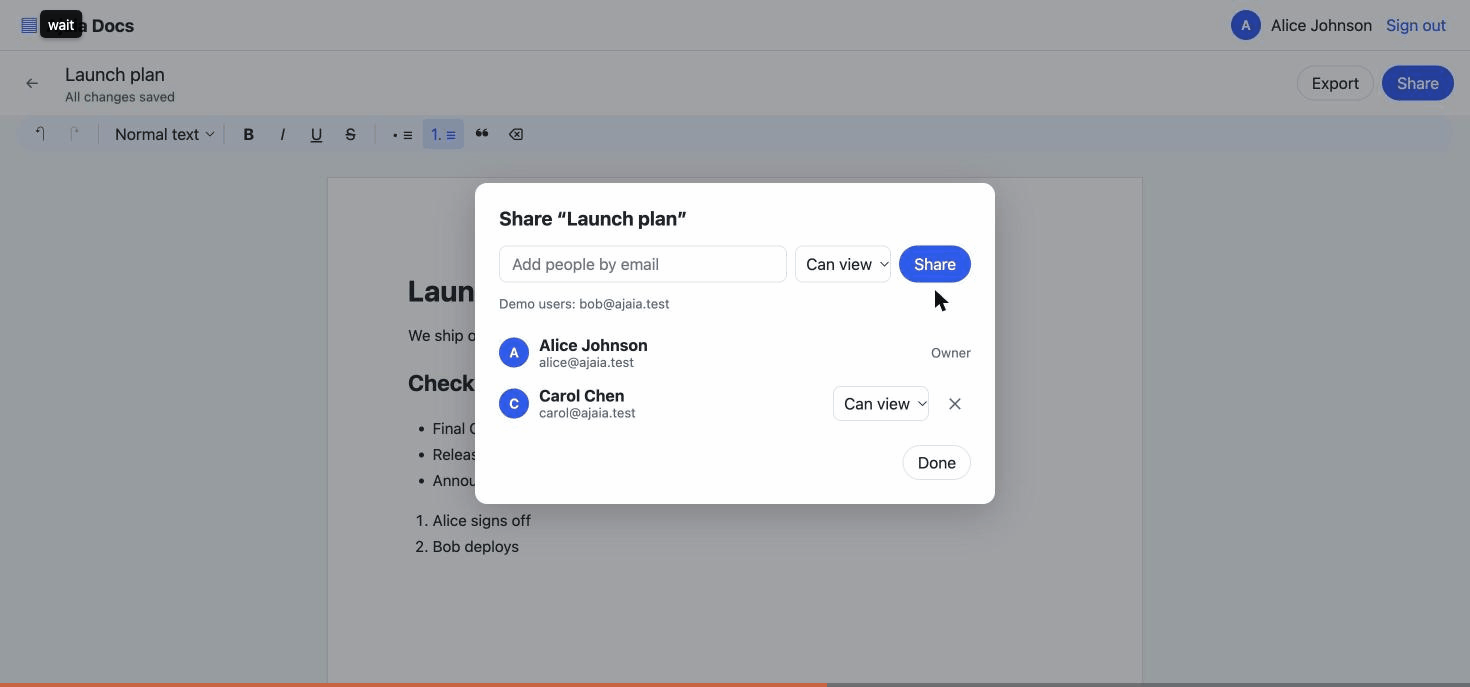 wait
a Docs
A
Alice Johnson
Sign out
Launch plan
All changes saved
Export
Share
Normal text
B
I
U
S
1.
Share “Launch plan”
Add people by email
Can view
Share
Demo users: bob@ajaia.test
A
Alice Johnson
alice@ajaia.test
Owner
C
Carol Chen
carol@ajaia.test
Can view
Done
Laun
We ship o
Check
• Final
• Relea
• Annou
1. Alice signs off
2. Bob deploys